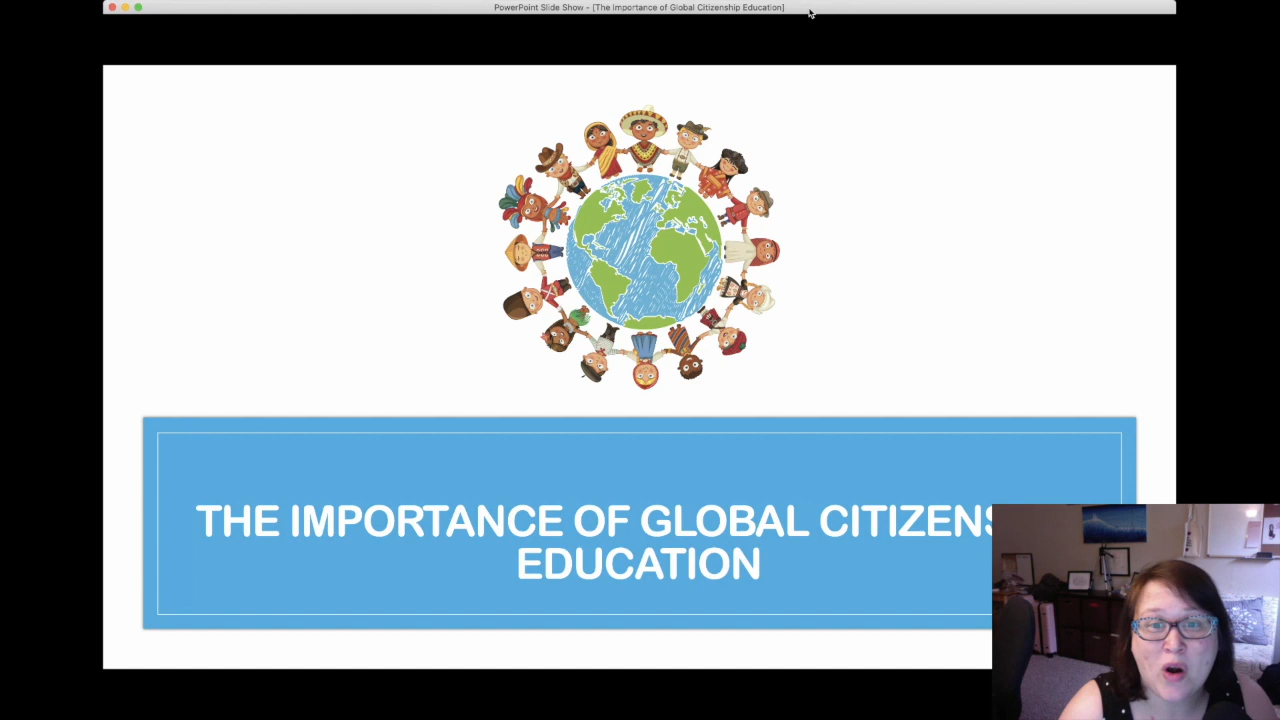 PowerPoint Slide Show - [The Importance of Global Citizenship Education]
THE IMPORTANCE OF GLOBAL CITIZENS
EDUCATION